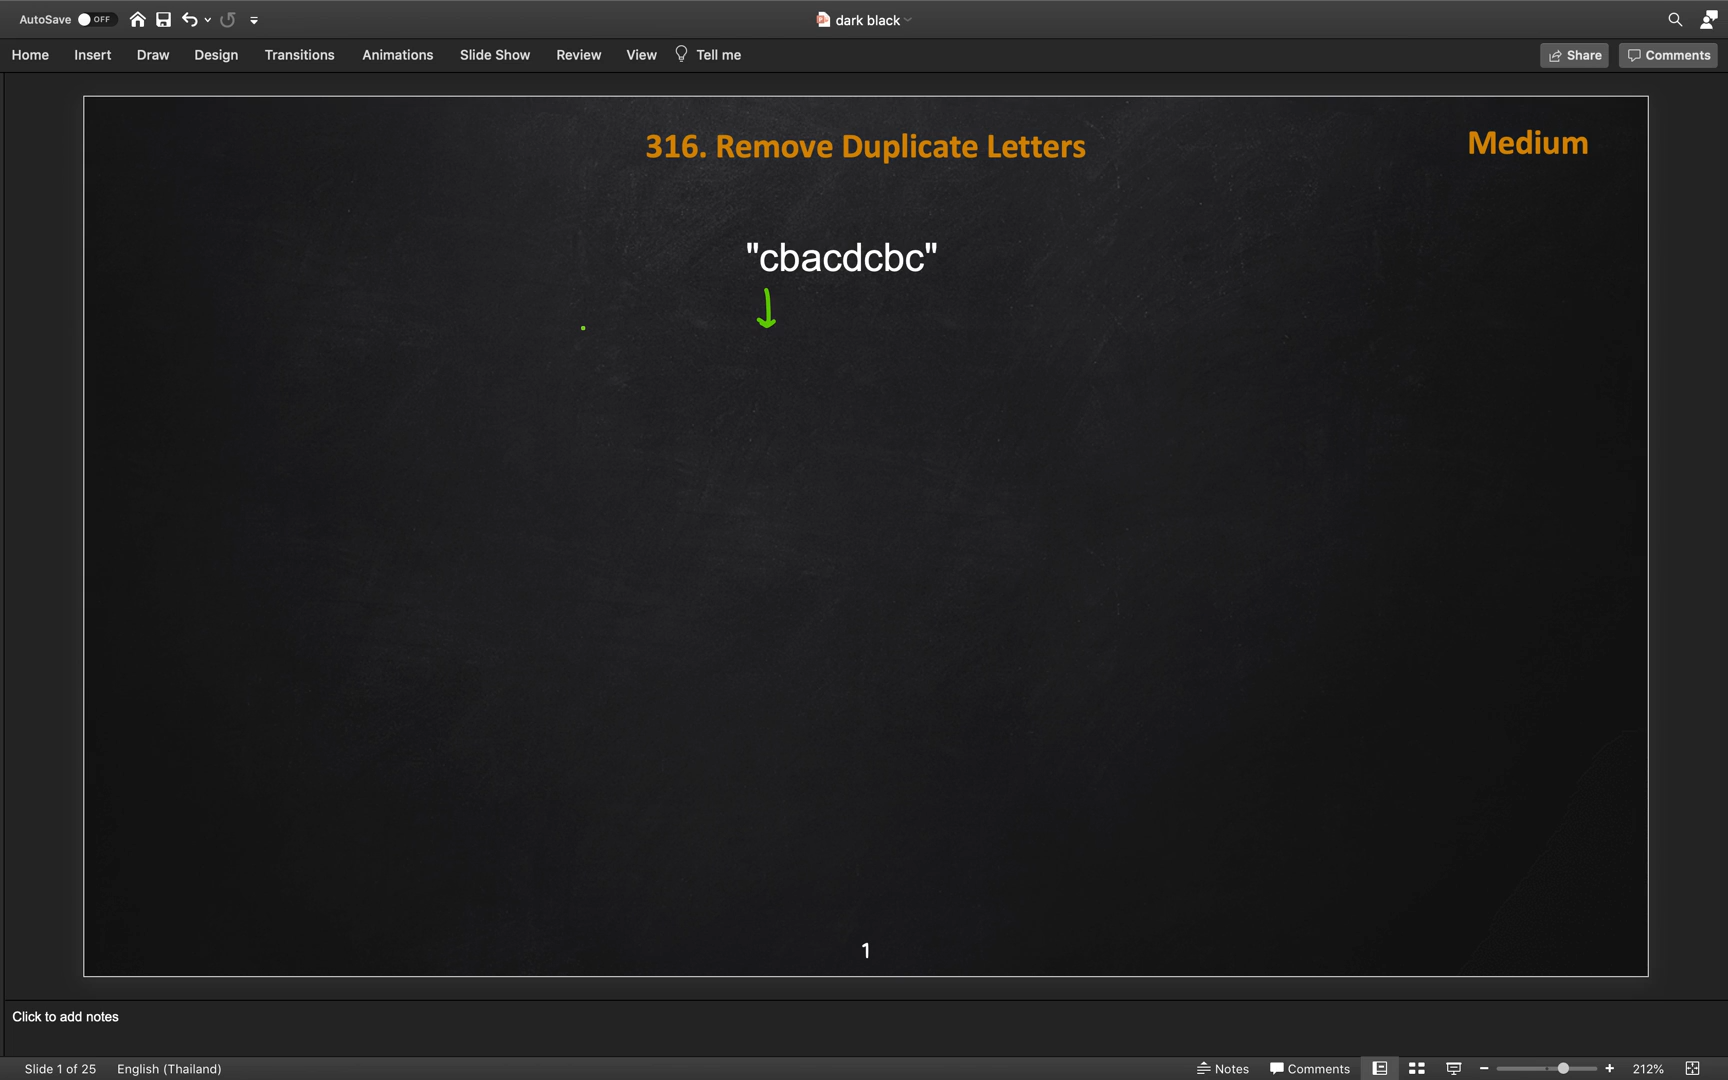 AutoSave OFF
dark black
Home Insert Draw Design Transitions Animations Slide Show Review View Tell me
Share Comments
316. Remove Duplicate Letters
Medium
"cbacdcbc"
1
Click to add notes
Slide 1 of 25 English (Thailand)
Notes Comments 212%